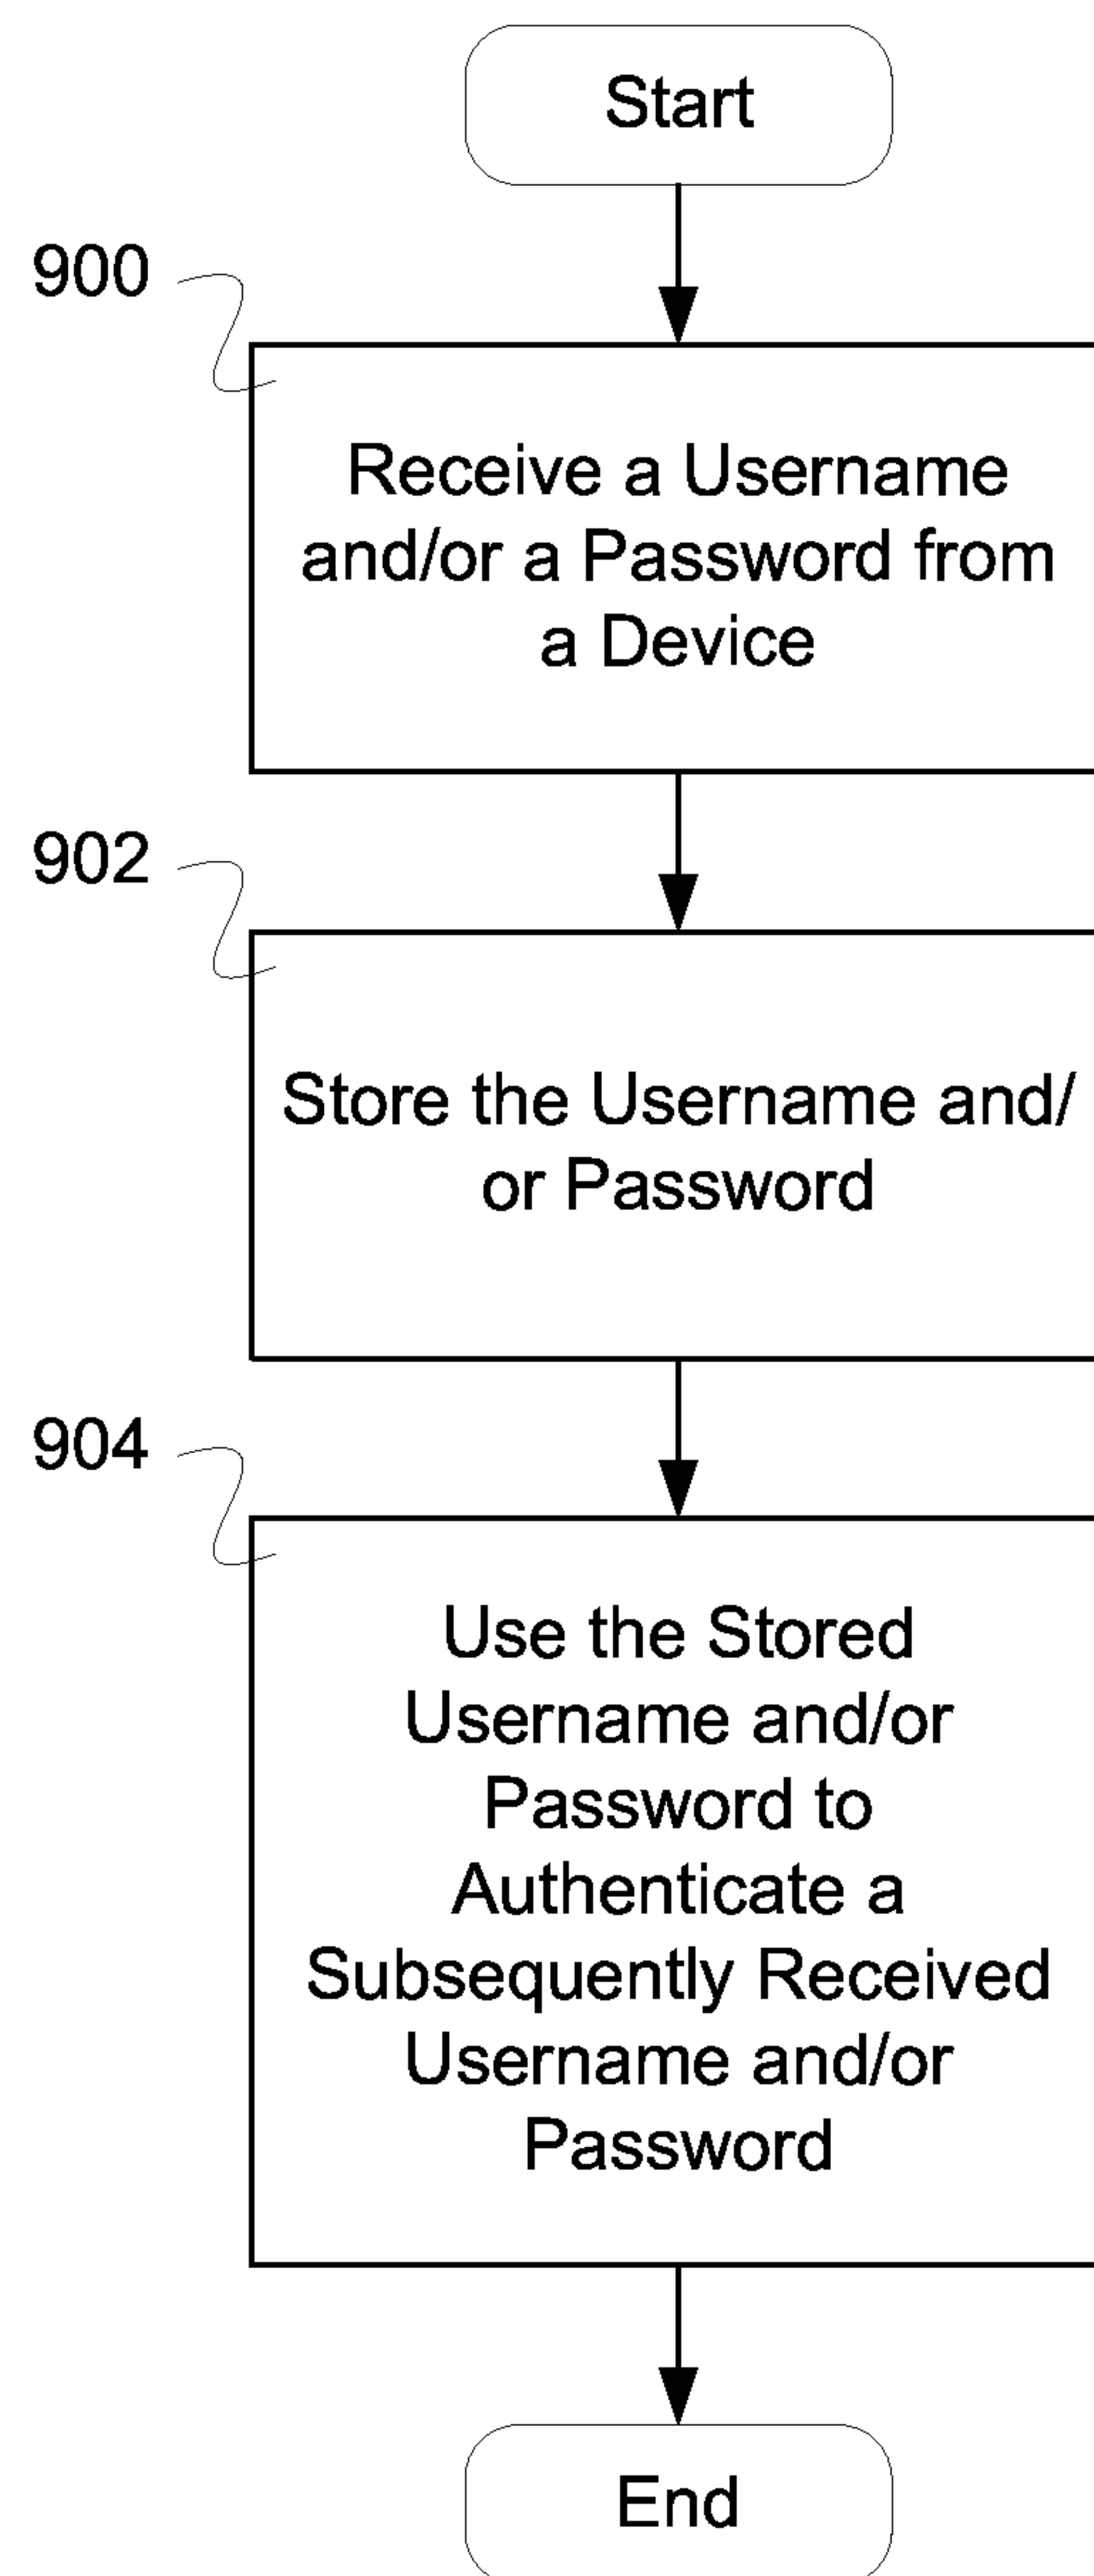 Start
900
Receive a Username
and/or a Password from
a Device
902
Store the Username and/
or Password
904
Use the Stored
Username and/or
Password to
Authenticate a
Subsequently Received
Username and/or
Password
End